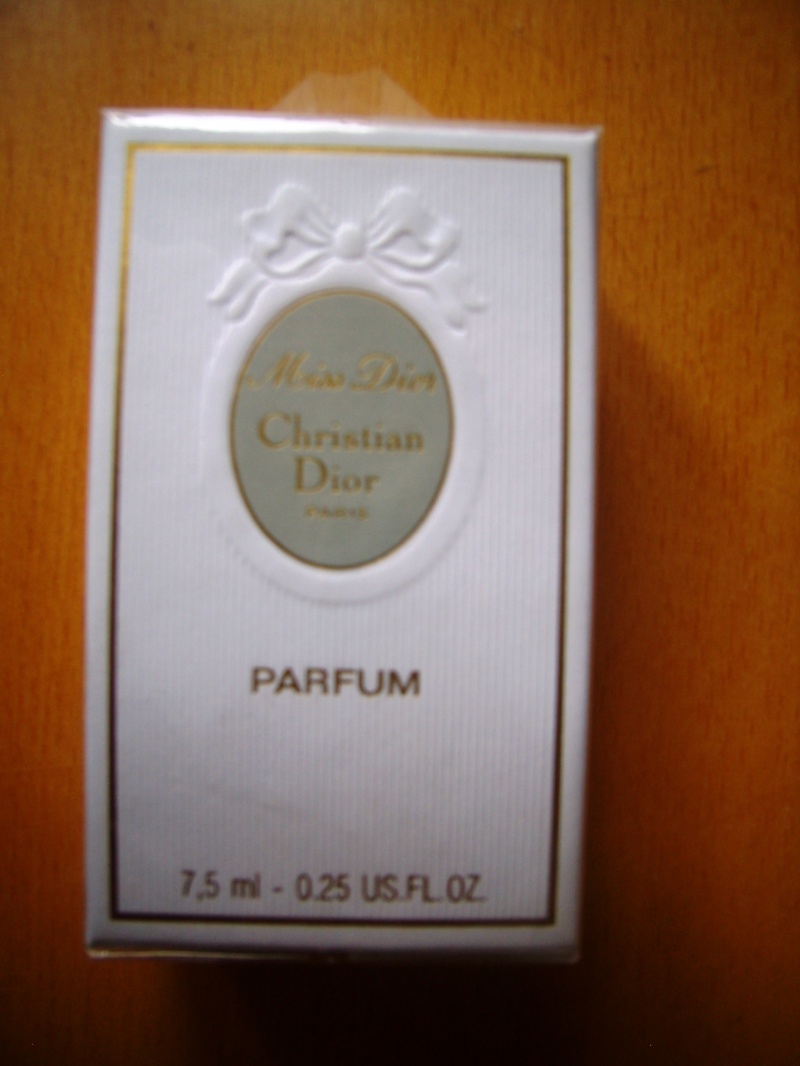 Miss Dior
Christian
Dior
PARIS
PARFUM
7,5 ml - 0.25 US.FL.OZ.